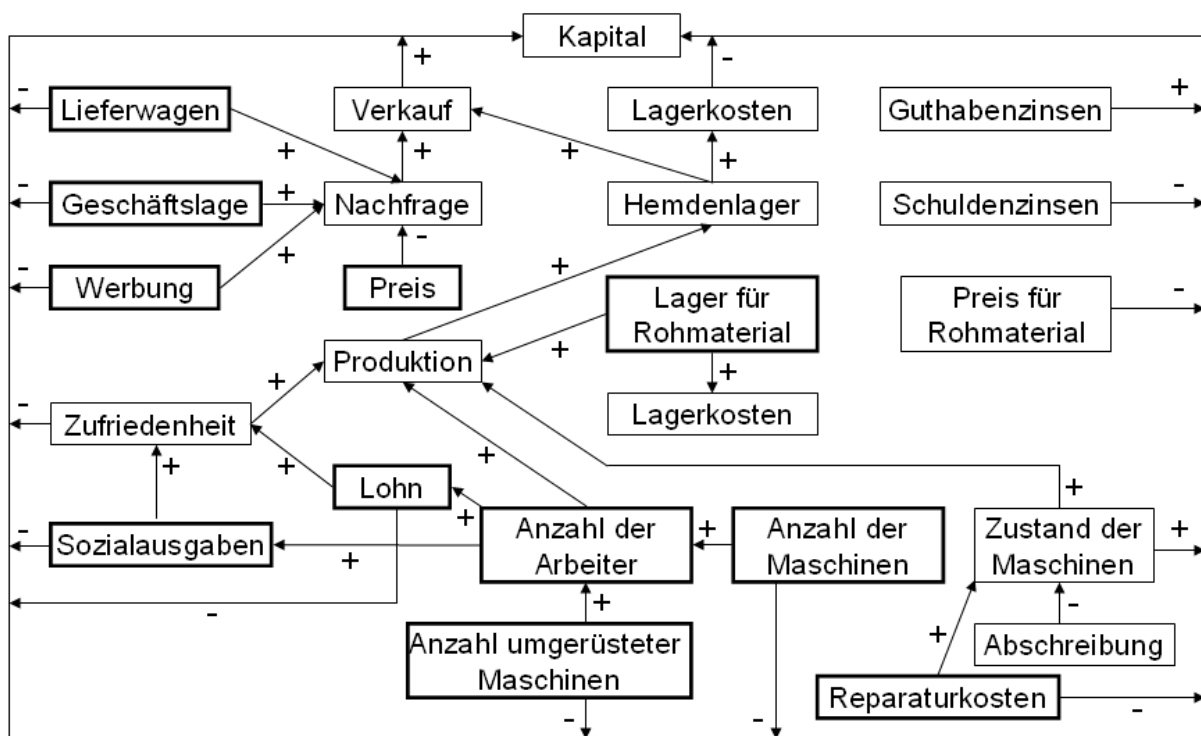 Kapital
+
-
-
Lieferwagen
Verkauf
Lagerkosten
Guthabenzinsen
+
+
+
+
+
-
Geschäftslage
+
Nachfrage
Hemdenlager
Schuldenzinsen
-
+
-
-
Werbung
Preis
+
Lager für
Rohmaterial
Preis für
Rohmaterial
-
Produktion
+
+
+
-
Zufriedenheit
Lagerkosten
+
+
+
Lohn
+
+
-
Sozialausgaben
+
Anzahl der
Arbeiter
+
Anzahl der
Maschinen
Zustand der
Maschinen
+
-
+
-
Anzahl umgerüsteter
Maschinen
+
Abschreibung
-
-
Reparaturkosten
-